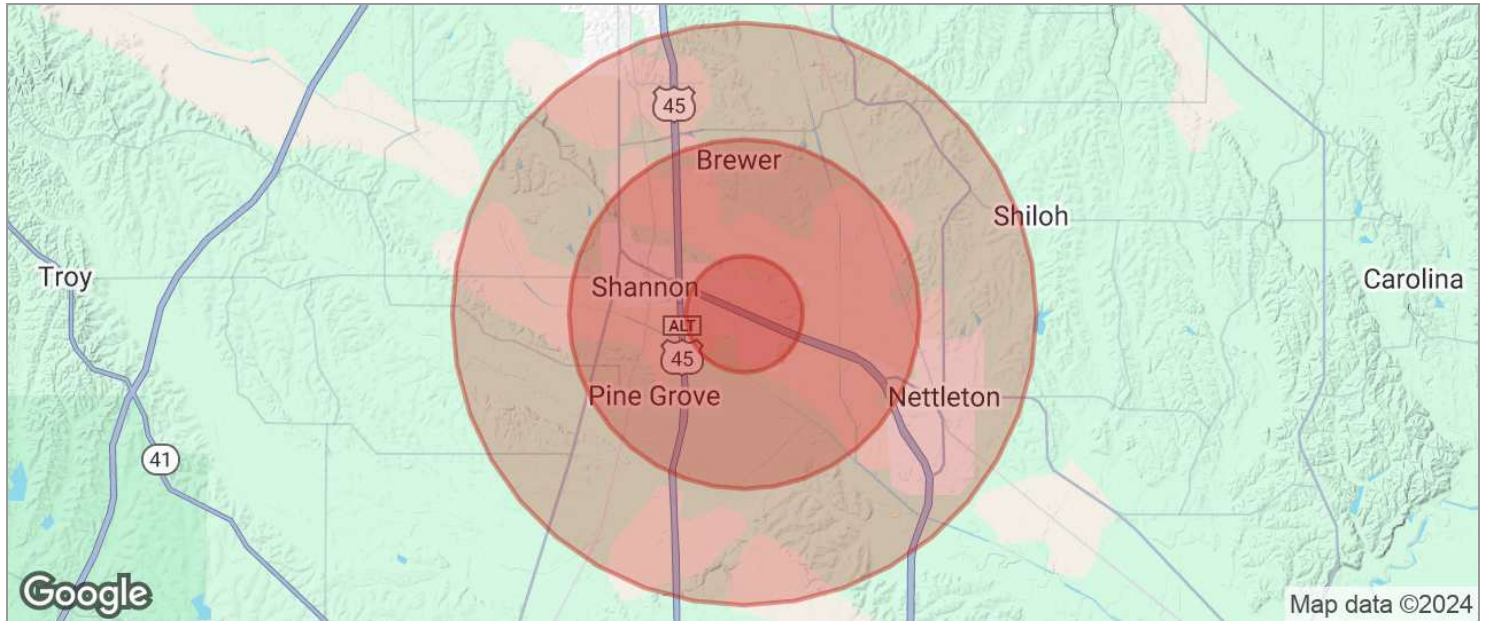 45
Brewer
Shiloh
Troy
Shannon
Carolina
ALT
45
Pine Grove
Nettleton
41
Google
Map data ©2024